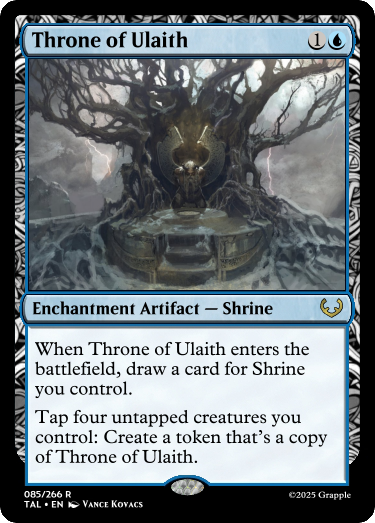 Throne of Ulaith
1
Enchantment Artifact — Shrine
When Throne of Ulaith enters the
battlefield, draw a card for Shrine
you control.
Tap four untapped creatures you
control: Create a token that's a copy
of Throne of Ulaith.
085/266 R
TAL • EN Vance Kovacs
©2025 Grapple